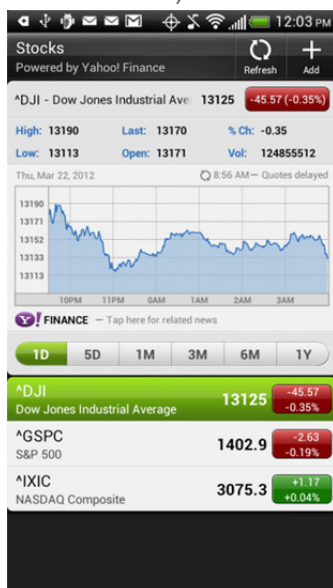 12:03 PM
Stocks
Powered by Yahoo! Finance
Refresh
Add
^DJI - Dow Jones Industrial Ave 13125 -45.57 (-0.35%)
High: 13190 Last: 13170 % Ch: -0.35
Low: 13113 Open: 13171 Vol: 124855512
Thu, Mar 22, 2012 8:56 AM — Quotes delayed
13190
13171
13152
13133
13113
10PM 11PM 0AM 1AM 2AM 3AM
Y! FINANCE — Tap here for related news
1D 5D 1M 3M 6M 1Y
^DJI
Dow Jones Industrial Average
13125
-45.57
-0.35%
^GSPC
S&P 500
1402.9
-2.63
-0.19%
^IXIC
NASDAQ Composite
3075.3
+1.17
+0.04%